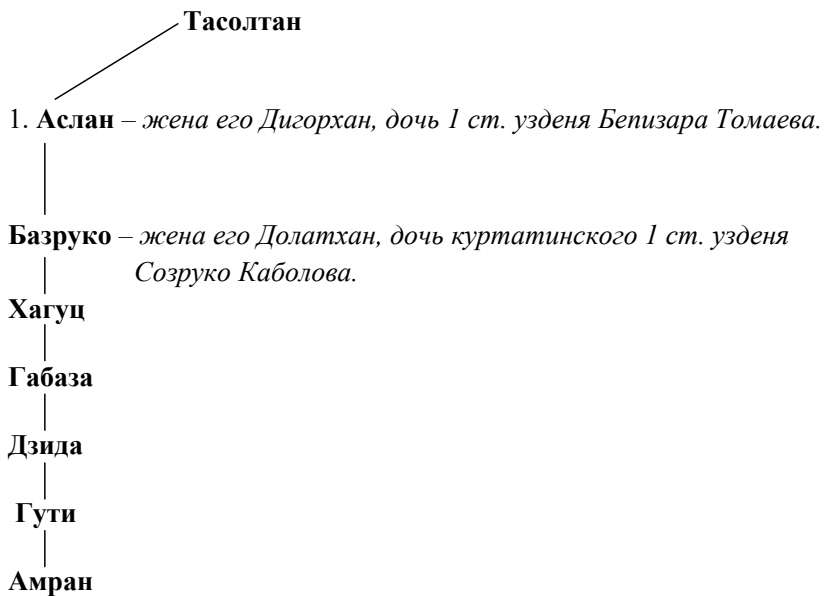 Тасолтан
1. Аслан – жена его Дигорхан, дочь 1 ст. узденя Бепизара Томаева.
Базруко – жена его Долатхан, дочь куртатинского 1 ст. узденя
Созруко Каболова.
Хагуц
Габаза
Дзида
Гути
Амран